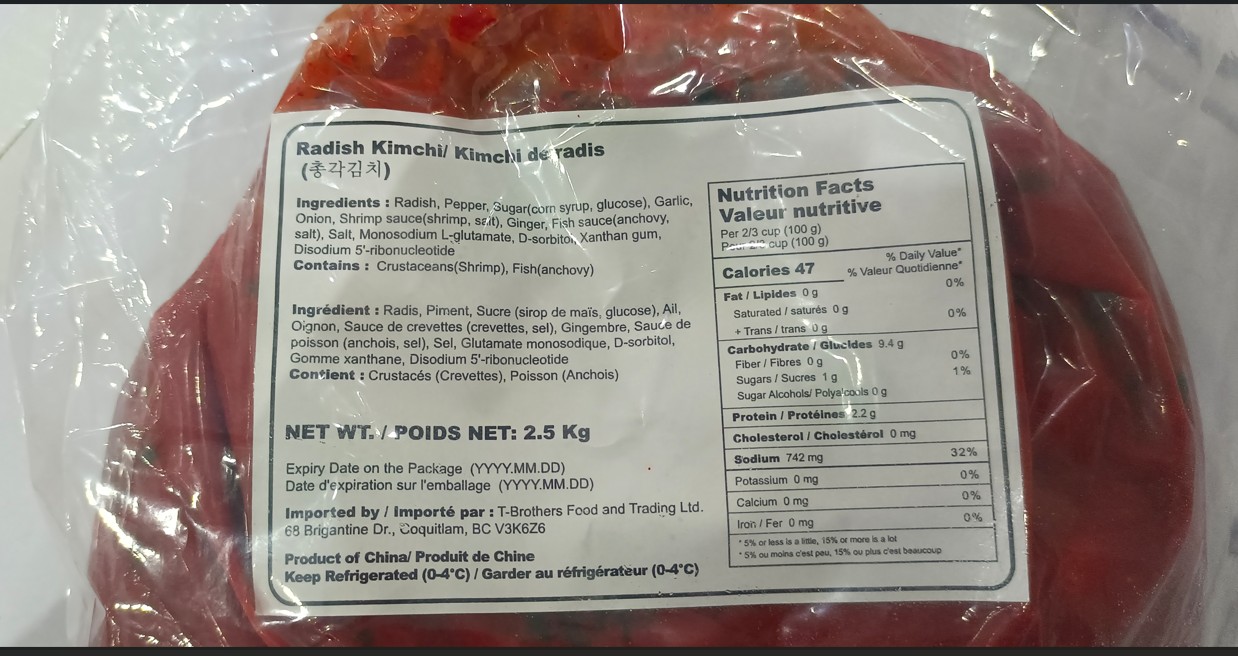 Radish Kimchi/ Kimchi de radis
(총각김치)
Ingredients : Radish, Pepper, Sugar(corn syrup, glucose), Garlic,
Onion, Shrimp sauce(shrimp, salt), Ginger, Fish sauce(anchovy,
salt), Salt, Monosodium L-glutamate, D-sorbitol, Xanthan gum,
Disodium 5'-ribonucleotide
Contains : Crustaceans(Shrimp), Fish(anchovy)
Ingrédient : Radis, Piment, Sucre (sirop de maïs, glucose), Ail,
Oignon, Sauce de crevettes (crevettes, sel), Gingembre, Sauce de
poisson (anchois, sel), Sel, Glutamate monosodique, D-sorbitol,
Gomme xanthane, Disodium 5'-ribonucleotide
Contient : Crustacés (Crevettes), Poisson (Anchois)
NET WT. / POIDS NET: 2.5 Kg
Expiry Date on the Package (YYYY.MM.DD)
Date d'expiration sur l'emballage (YYYY.MM.DD)
Imported by / Importé par : T-Brothers Food and Trading Ltd.
68 Brigantine Dr., Coquitlam, BC V3K6Z6
Product of China/ Produit de Chine
Keep Refrigerated (0-4°C) / Garder au réfrigérateur (0-4°C)
Nutrition Facts
Valeur nutritive
Per 2/3 cup (100 g)
Pour 2/3 cup (100 g)
% Daily Value*
Calories 47 % Valeur Quotidienne*
Fat / Lipides 0 g 0%
Saturated / saturés 0 g
+ Trans / trans 0 g 0%
Carbohydrate / Glucides 9.4 g
Fiber / Fibres 0 g 0%
Sugars / Sucres 1 g 1%
Sugar Alcohols/ Polyalcools 0 g
Protein / Protéines 2.2 g
Cholesterol / Cholestérol 0 mg
Sodium 742 mg 32%
Potassium 0 mg 0%
Calcium 0 mg 0%
Iron / Fer 0 mg 0%
* 5% or less is a little, 15% or more is a lot
* 5% ou moins c'est peu, 15% ou plus c'est beaucoup